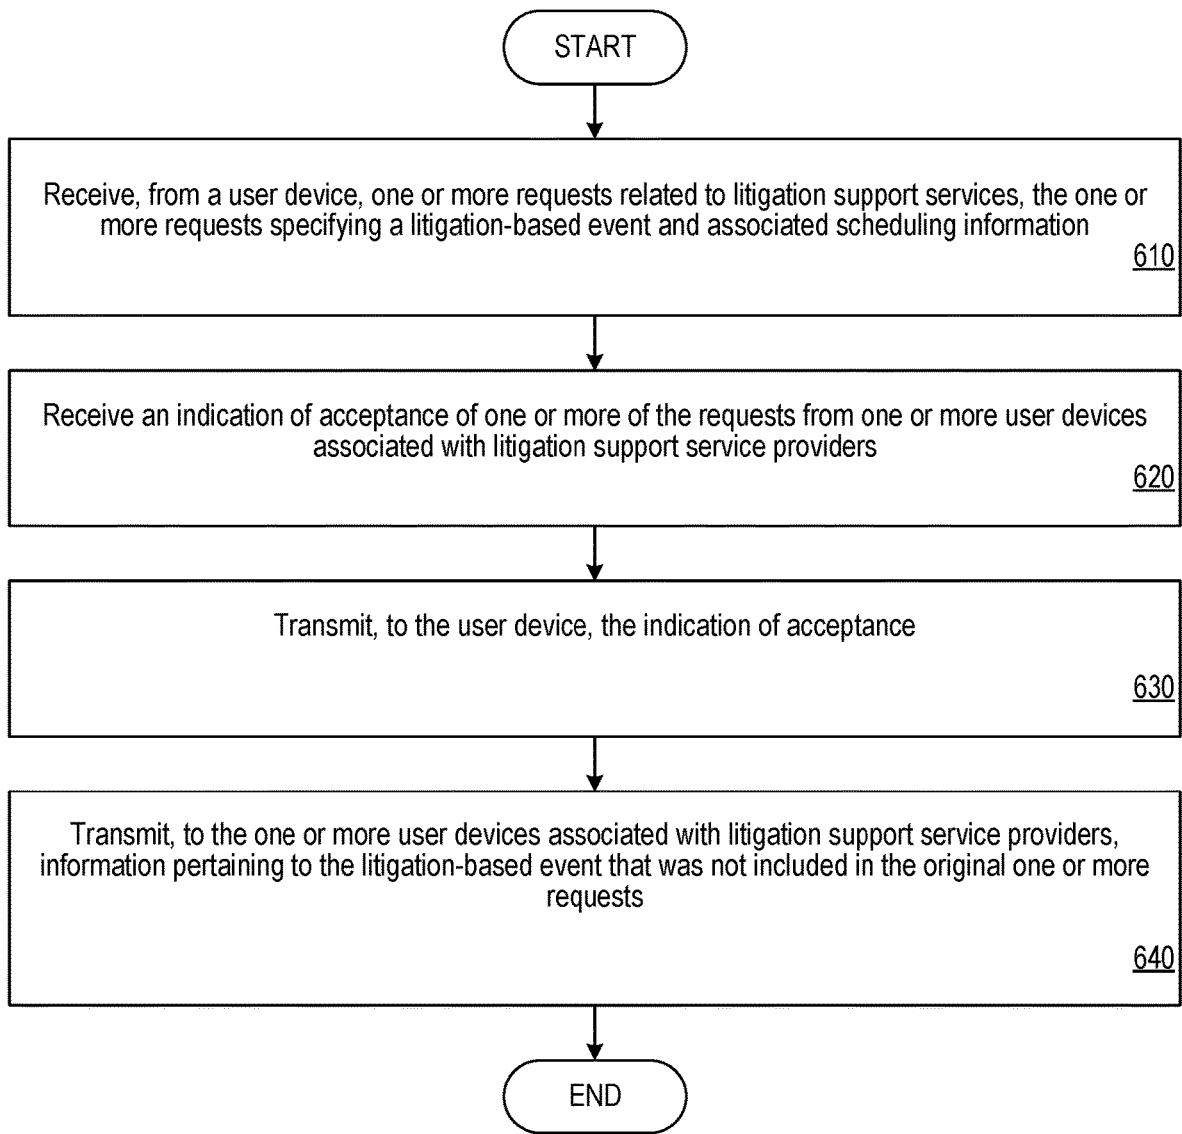 START
Receive, from a user device, one or more requests related to litigation support services, the one or
more requests specifying a litigation-based event and associated scheduling information
610
Receive an indication of acceptance of one or more of the requests from one or more user devices
associated with litigation support service providers
620
Transmit, to the user device, the indication of acceptance
630
Transmit, to the one or more user devices associated with litigation support service providers,
information pertaining to the litigation-based event that was not included in the original one or more
requests
640
END